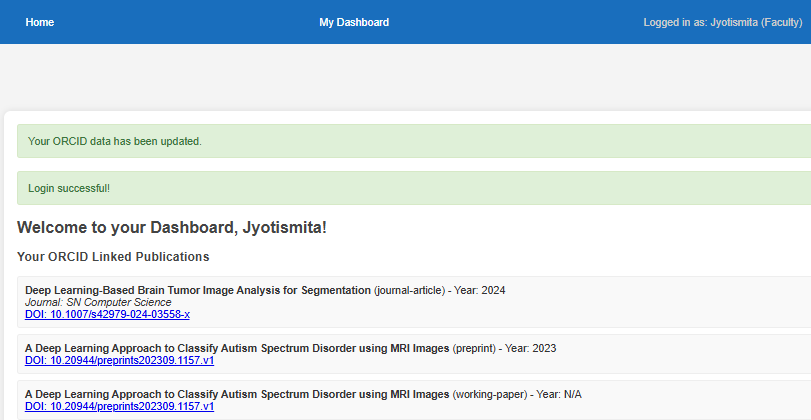 Home My Dashboard Logged in as: Jyotismita (Faculty)
Your ORCID data has been updated.
Login successful!
Welcome to your Dashboard, Jyotismita!
Your ORCID Linked Publications
Deep Learning-Based Brain Tumor Image Analysis for Segmentation (journal-article) - Year: 2024
Journal: SN Computer Science
DOI: 10.1007/s42979-024-03558-x
A Deep Learning Approach to Classify Autism Spectrum Disorder using MRI Images (preprint) - Year: 2023
DOI: 10.20944/preprints202309.1157.v1
A Deep Learning Approach to Classify Autism Spectrum Disorder using MRI Images (working-paper) - Year: N/A
DOI: 10.20944/preprints202309.1157.v1